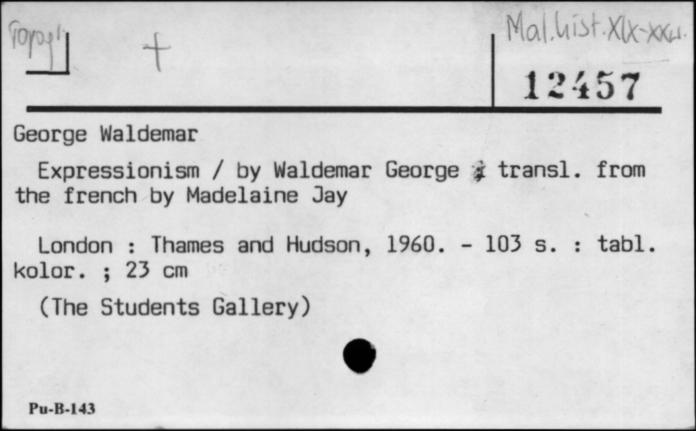 Topogr.
Mal.hist.XIX-XXw.
12457
George Waldemar
Expressionism / by Waldemar George ; transl. from
the french by Madelaine Jay
London : Thames and Hudson, 1960. - 103 s. : tabl.
kolor. ; 23 cm
(The Students Gallery)
Pu-B-143